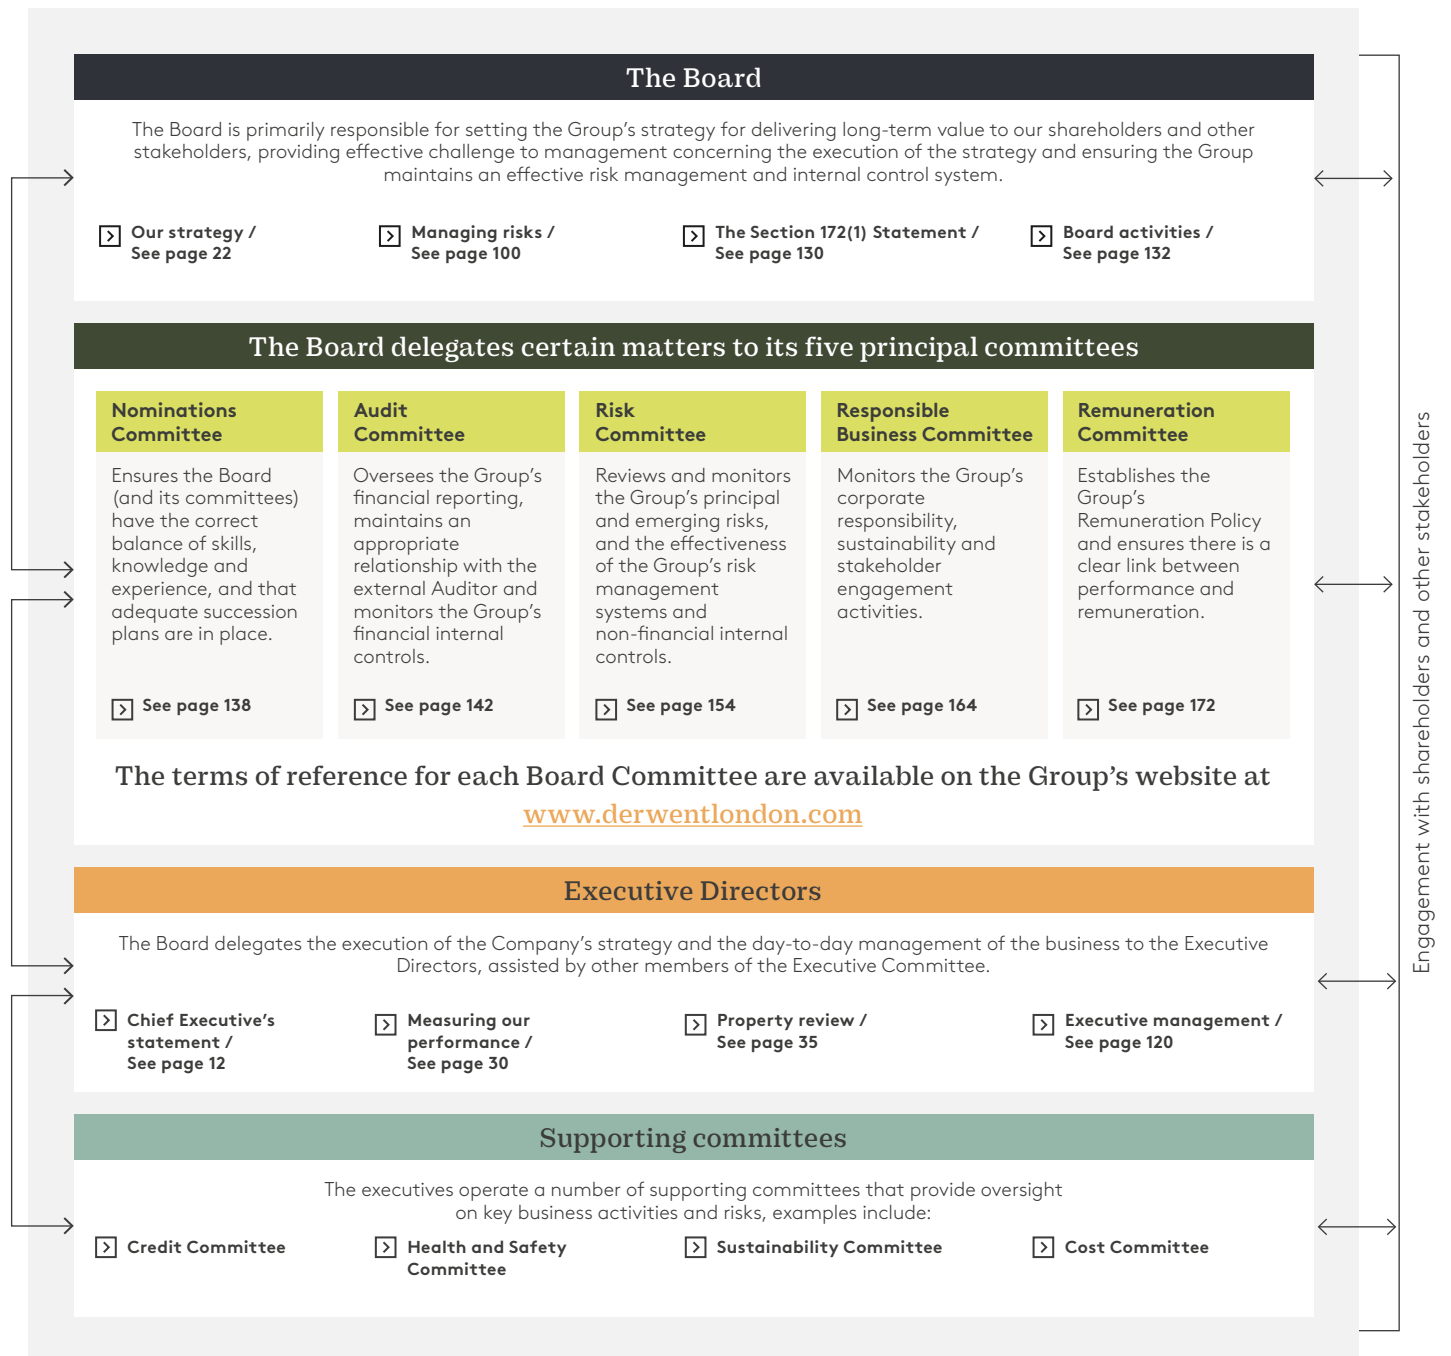 The Board
The Board is primarily responsible for setting the Group’s strategy for delivering long-term value to our shareholders and other
stakeholders, providing effective challenge to management concerning the execution of the strategy and ensuring the Group
maintains an effective risk management and internal control system.
Our strategy /
See page 22
Managing risks /
See page 100
The Section 172(1) Statement /
See page 130
Board activities /
See page 132
The Board delegates certain matters to its five principal committees
Nominations
Committee
Ensures the Board
(and its committees)
have the correct
balance of skills,
knowledge and
experience, and that
adequate succession
plans are in place.
See page 138
Audit
Committee
Oversees the Group’s
financial reporting,
maintains an
appropriate
relationship with the
external Auditor and
monitors the Group’s
financial internal
controls.
See page 142
Risk
Committee
Reviews and monitors
the Group’s principal
and emerging risks,
and the effectiveness
of the Group’s risk
management
systems and
non-financial internal
controls.
See page 154
Responsible
Business Committee
Monitors the Group’s
corporate
responsibility,
sustainability and
stakeholder
engagement
activities.
See page 164
Remuneration
Committee
Establishes the
Group’s
Remuneration Policy
and ensures there is a
clear link between
performance and
remuneration.
See page 172
The terms of reference for each Board Committee are available on the Group’s website at
www.derwentlondon.com
Executive Directors
The Board delegates the execution of the Company’s strategy and the day-to-day management of the business to the Executive
Directors, assisted by other members of the Executive Committee.
Chief Executive’s
statement /
See page 12
Measuring our
performance /
See page 30
Property review /
See page 35
Executive management /
See page 120
Supporting committees
The executives operate a number of supporting committees that provide oversight
on key business activities and risks, examples include:
Credit Committee
Health and Safety
Committee
Sustainability Committee
Cost Committee
Engagement with shareholders and other stakeholders